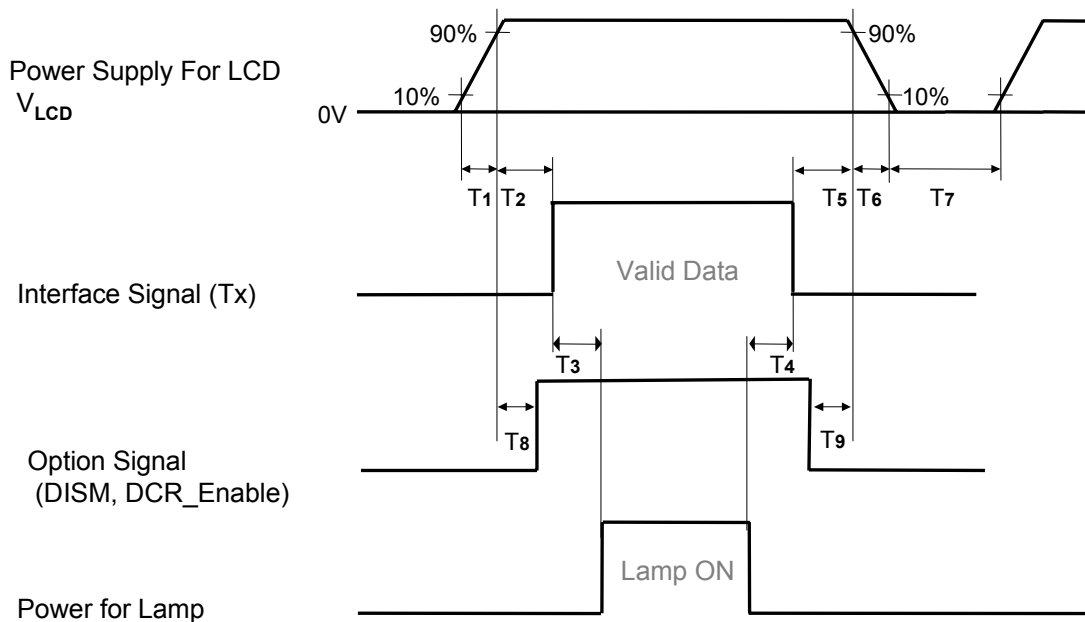 90%
90%
Power Supply For LCD
VLCD
10%
10%
0V
T1
T2
T5
T6
T7
Valid Data
Interface Signal (Tx)
T3
T4
T8
T9
Option Signal
(DISM, DCR_Enable)
Lamp ON
Power for Lamp